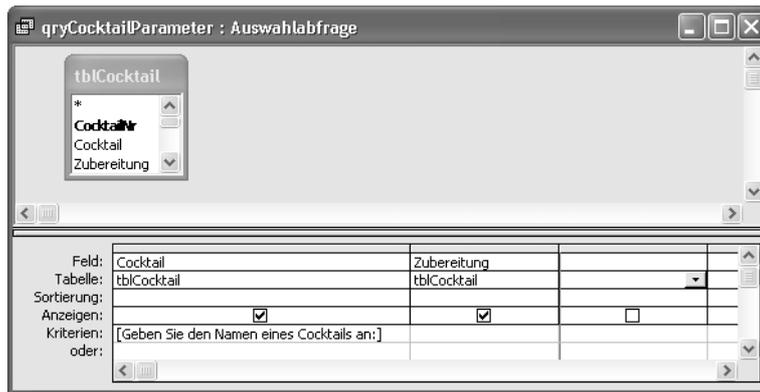 qryCocktailParameter : Auswahlabfrage
tblCocktail
*
CocktailNr
Cocktail
Zubereitung
Feld: Cocktail Zubereitung
Tabelle: tblCocktail tblCocktail
Sortierung:
Anzeigen:
Kriterien: [Geben Sie den Namen eines Cocktails an:]
oder: